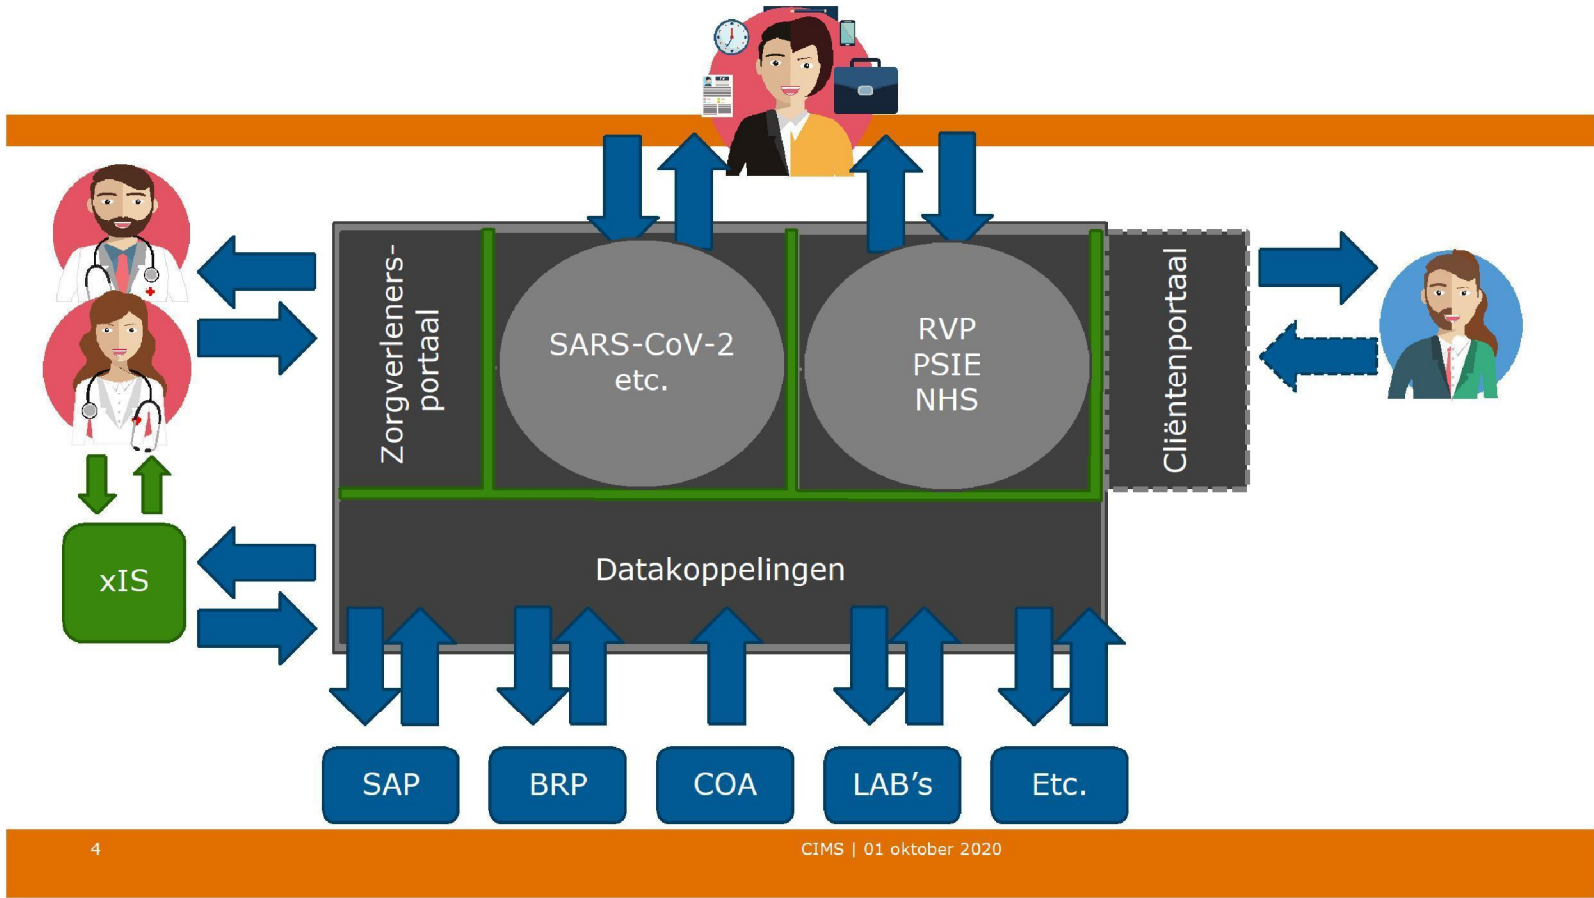 Zorgverleners-
portaal
SARS-CoV-2
etc.
RVP
PSIE
NHS
Cliëntenportaal
xIS
Datakoppelingen
SAP
BRP
COA
LAB’s
Etc.
4
CIMS | 01 oktober 2020